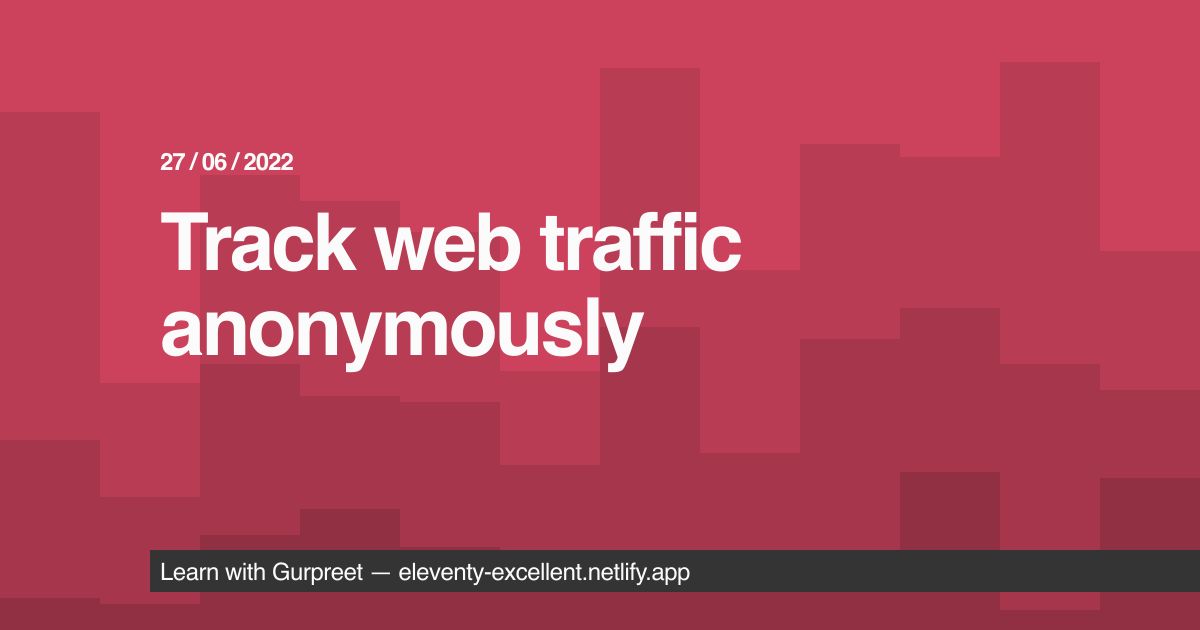 27 / 06 / 2022
Track web traffic
anonymously
Learn with Gurpreet — eleventy-excellent.netlify.app